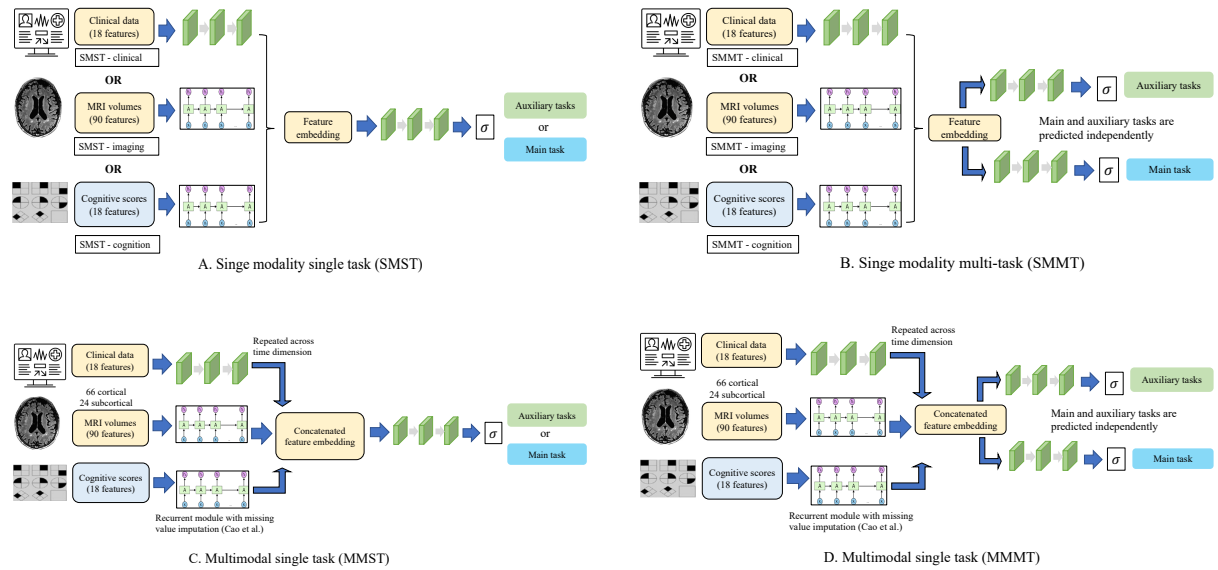 Clinical data
(18 features)
SMST - clinical
OR
MRI volumes
(90 features)
SMST - imaging
OR
Cognitive scores
(18 features)
SMST - cognition
A
A
A
A
A
A
A
A
Feature
embedding
σ
Auxiliary tasks
or
Main task
A. Singe modality single task (SMST)
Clinical data
(18 features)
SMMT - clinical
OR
MRI volumes
(90 features)
SMMT - imaging
OR
Cognitive scores
(18 features)
SMMT - cognition
A
A
A
A
A
A
A
A
Feature
embedding
σ
Auxiliary tasks
Main and auxiliary tasks are
predicted independently
σ
Main task
B. Singe modality multi-task (SMMT)
Clinical data
(18 features)
Repeated across
time dimension
66 cortical
24 subcortical
MRI volumes
(90 features)
A
A
A
A
Cognitive scores
(18 features)
A
A
A
A
Recurrent module with missing
value imputation (Cao et al.)
Concatenated
feature embedding
σ
Auxiliary tasks
or
Main task
C. Multimodal single task (MMST)
Clinical data
(18 features)
Repeated across
time dimension
66 cortical
24 subcortical
MRI volumes
(90 features)
A
A
A
A
Cognitive scores
(18 features)
A
A
A
A
Recurrent module with missing
value imputation (Cao et al.)
Concatenated
feature embedding
σ
Auxiliary tasks
Main and auxiliary tasks are
predicted independently
σ
Main task
D. Multimodal single task (MMMT)